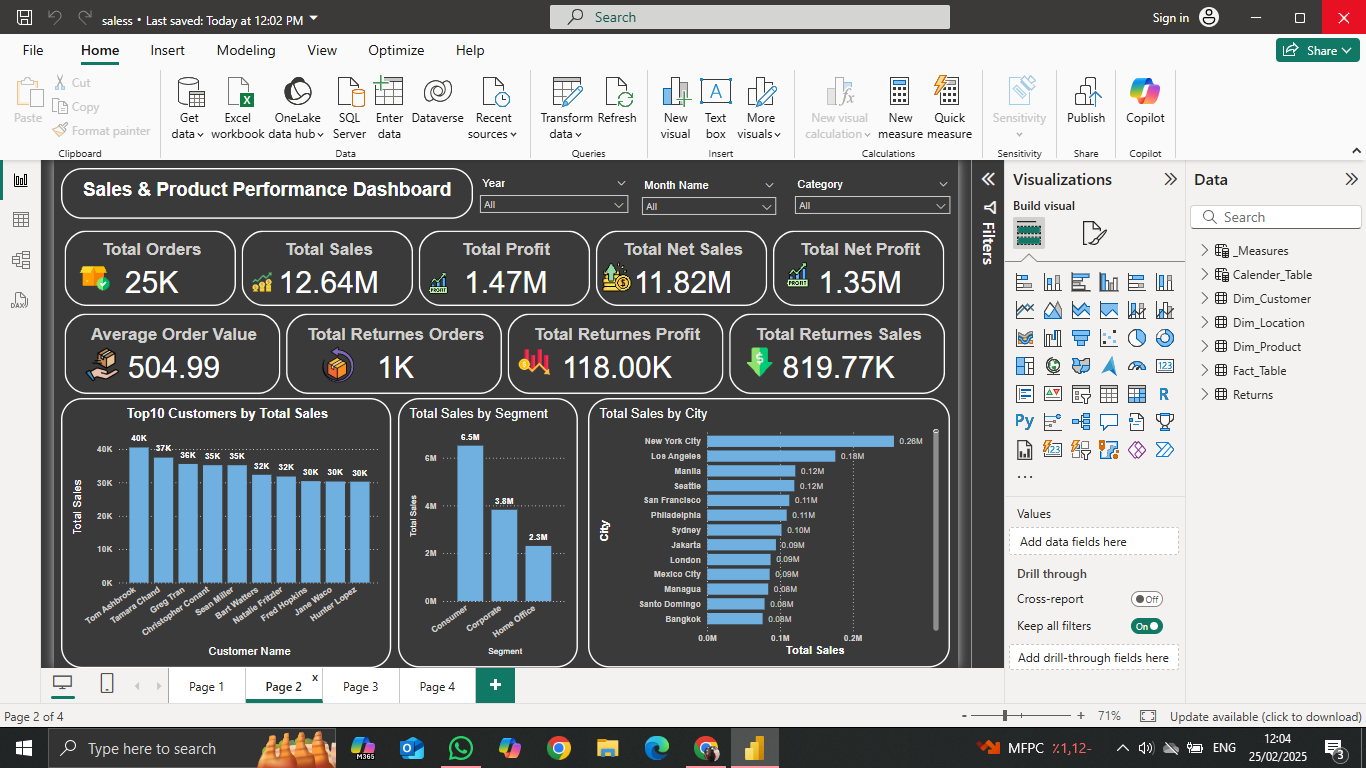 saless • Last saved: Today at 12:02 PM
Search
Sign in
File Home Insert Modeling View Optimize Help
Share
Paste
Cut
Copy
Format painter
Clipboard
Get data
Excel workbook
OneLake data hub
SQL Server
Enter data
Dataverse
Recent sources
Data
Transform data
Refresh
Queries
New visual
Text box
More visuals
Insert
New visual calculation
New measure
Quick measure
Calculations
Sensitivity
Sensitivity
Publish
Share
Copilot
Copilot
DAX
Sales & Product Performance Dashboard
Year
All
Month Name
All
Category
All
Total Orders
25K
Total Sales
12.64M
Total Profit
PROFIT
1.47M
Total Net Sales
11.82M
Total Net Profit
PROFIT
1.35M
Average Order Value
504.99
Total Returnes Orders
1K
Total Returnes Profit
118.00K
Total Returnes Sales
819.77K
Top10 Customers by Total Sales
Total Sales
40K
30K
20K
10K
0K
40K
37K
36K
35K
35K
32K
32K
30K
30K
30K
Tom Ashbrook
Tamara Chand
Greg Tran
Christopher Conant
Sean Miller
Bart Watters
Natalie Fritzler
Fred Hopkins
Jane Waco
Hunter Lopez
Customer Name
Total Sales by Segment
Total Sales
6M
4M
2M
0M
6.5M
3.8M
2.3M
Consumer
Corporate
Home Office
Segment
Total Sales by City
City
New York City 0.26M
Los Angeles 0.18M
Manila 0.12M
Seattle 0.12M
San Francisco 0.11M
Philadelphia 0.11M
Sydney 0.10M
Jakarta 0.09M
London 0.09M
Mexico City 0.09M
Managua 0.08M
Santo Domingo 0.08M
Bangkok 0.08M
0.0M 0.1M 0.2M
Total Sales
Filters
Visualizations
Build visual
123
R
Py
123
...
Values
Add data fields here
Drill through
Cross-report
Off
Keep all filters
On
Add drill-through fields here
Data
Search
_Measures
Calender_Table
Dim_Customer
Dim_Location
Dim_Product
Fact_Table
Returns
Page 1
Page 2 x
Page 3
Page 4
+
Page 2 of 4
- + 71%
Update available (click to download)
Type here to search
M365
MFPC ٪1,12-
ENG
12:04
25/02/2025
3